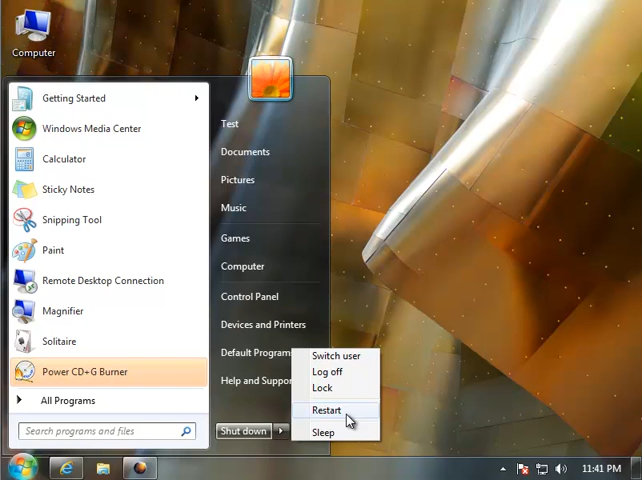 Computer
Getting Started
Windows Media Center
Calculator
Sticky Notes
Snipping Tool
Paint
Remote Desktop Connection
Magnifier
Solitaire
Power CD+G Burner
All Programs
Search programs and files
Test
Documents
Pictures
Music
Games
Computer
Control Panel
Devices and Printers
Default Program
Help and Suppo
Shut down
Switch user
Log off
Lock
Restart
Sleep
11:41 PM